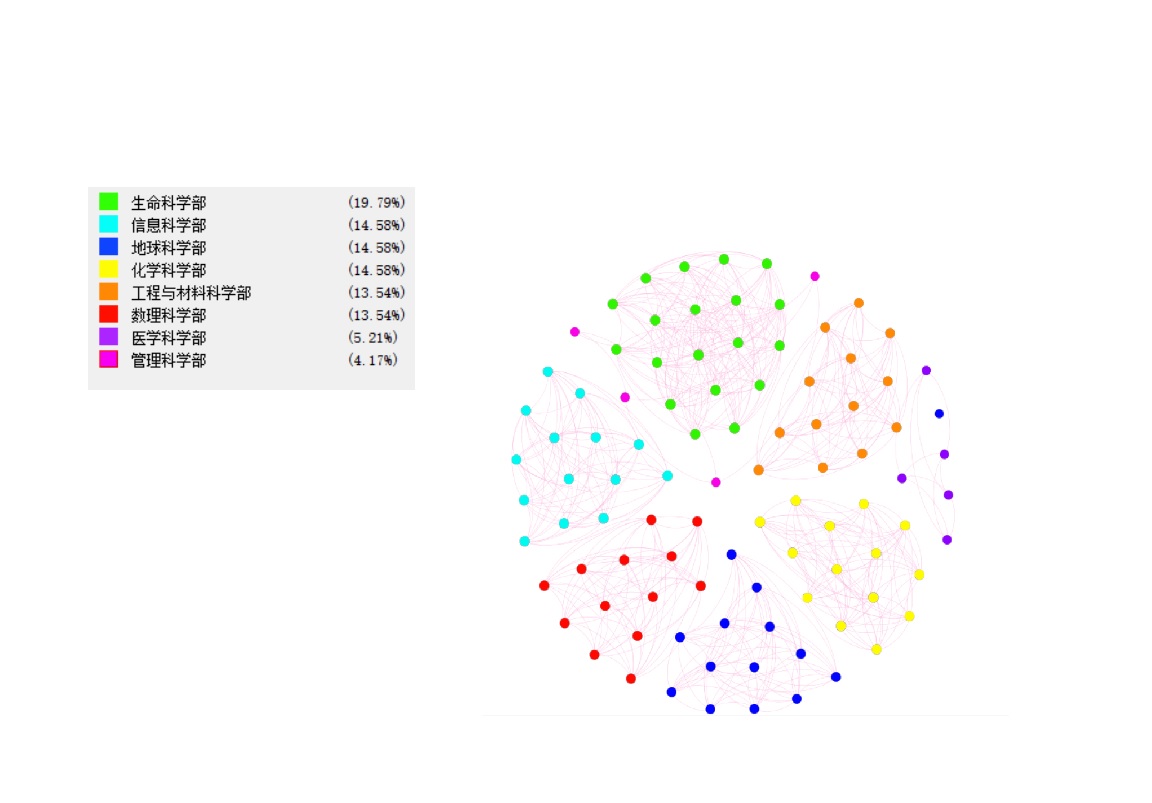 生命科学部 (19.79%)
信息科学部 (14.58%)
地球科学部 (14.58%)
化学科学部 (14.58%)
工程与材料科学部 (13.54%)
数理科学部 (13.54%)
医学科学部 (5.21%)
管理科学部 (4.17%)